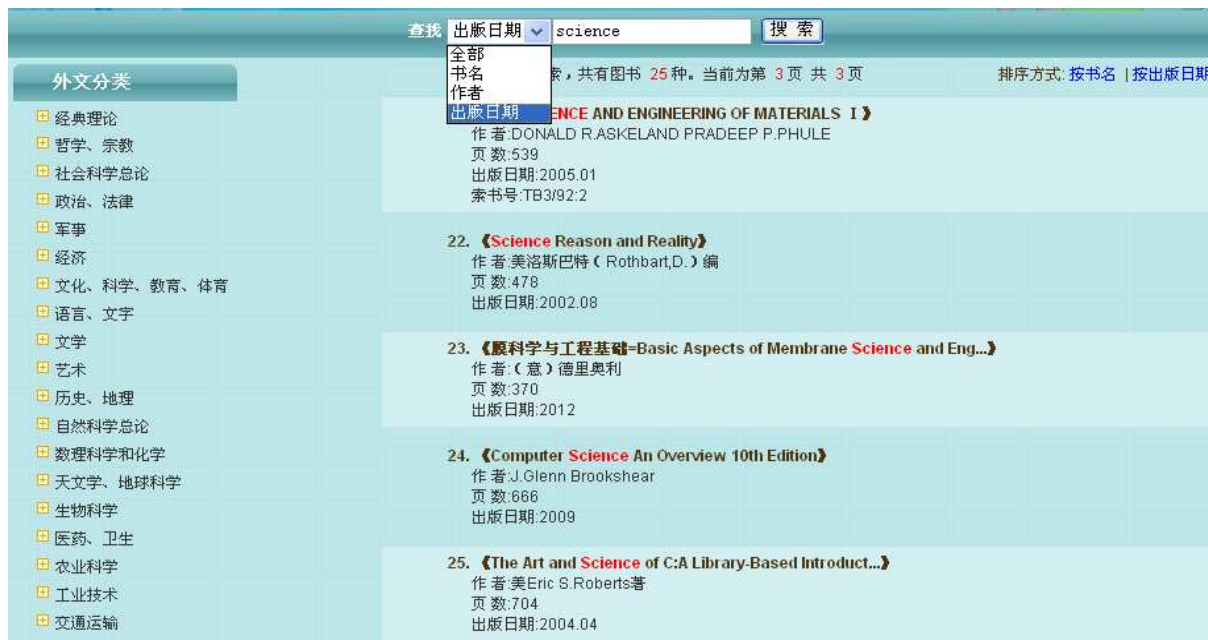 查找 出版日期 science 搜 索
全部
书名
作者
出版日期
索，共有图书 25 种。当前为第 3 页 共 3 页
排序方式: 按书名 | 按出版日期
外文分类
经典理论
哲学、宗教
社会科学总论
政治、法律
军事
经济
文化、科学、教育、体育
语言、文字
文学
艺术
历史、地理
自然科学总论
数理科学和化学
天文学、地球科学
生物科学
医药、卫生
农业科学
工业技术
交通运输
ENCE AND ENGINEERING OF MATERIALS Ⅰ》
作 者:DONALD R.ASKELAND PRADEEP P.PHULE
页 数:539
出版日期:2005.01
索书号:TB3/92:2
22. 《Science Reason and Reality》
作 者:美洛斯巴特（Rothbart,D.）编
页 数:478
出版日期:2002.08
23. 《膜科学与工程基础=Basic Aspects of Membrane Science and Eng...》
作 者:（意）德里奥利
页 数:370
出版日期:2012
24. 《Computer Science An Overview 10th Edition》
作 者:J.Glenn Brookshear
页 数:666
出版日期:2009
25. 《The Art and Science of C:A Library-Based Introduct...》
作 者:美Eric S.Roberts著
页 数:704
出版日期:2004.04